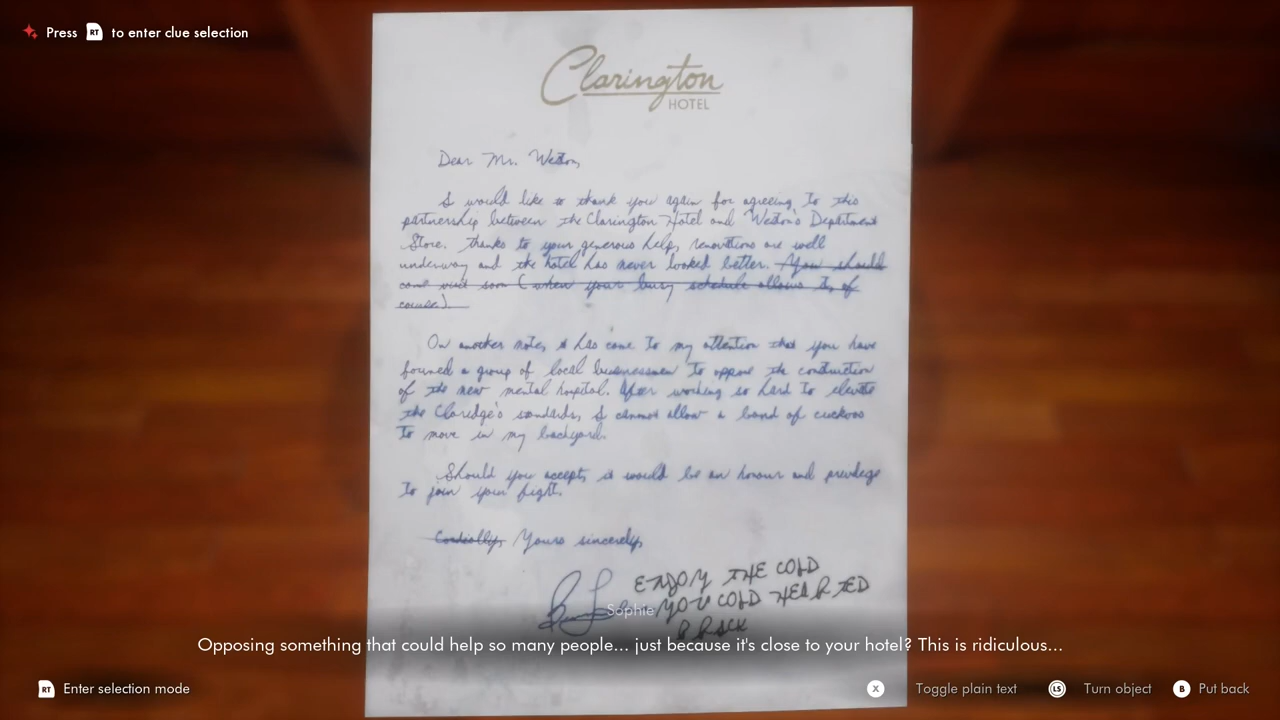 Press RT to enter clue selection
Clarington
HOTEL
Dear Mr. Weston,
I would like to thank you again for agreeing to this
partnership between the Clarington Hotel and Weston's Department
Store. Thanks to your generous help, renovations are well
underway and the hotel has never looked better. You should
come visit soon (when your busy schedule allows it, of
course)
On another note, it has come to my attention that you have
formed a group of local businessmen to oppose the construction
of the new mental hospital. After working so hard to elevate
the Claridge's standards, I cannot allow a band of cuckoos
to move in my backyard.
Should you accept, it would be an honour and privilege
to join your fight.
Cordially, Yours sincerely,
ENJOY THE COLD
YOU COLD HEARTED
Sophie
Opposing something that could help so many people... just because it's close to your hotel? This is ridiculous...
RT Enter selection mode
X Toggle plain text
LS Turn object
B Put back